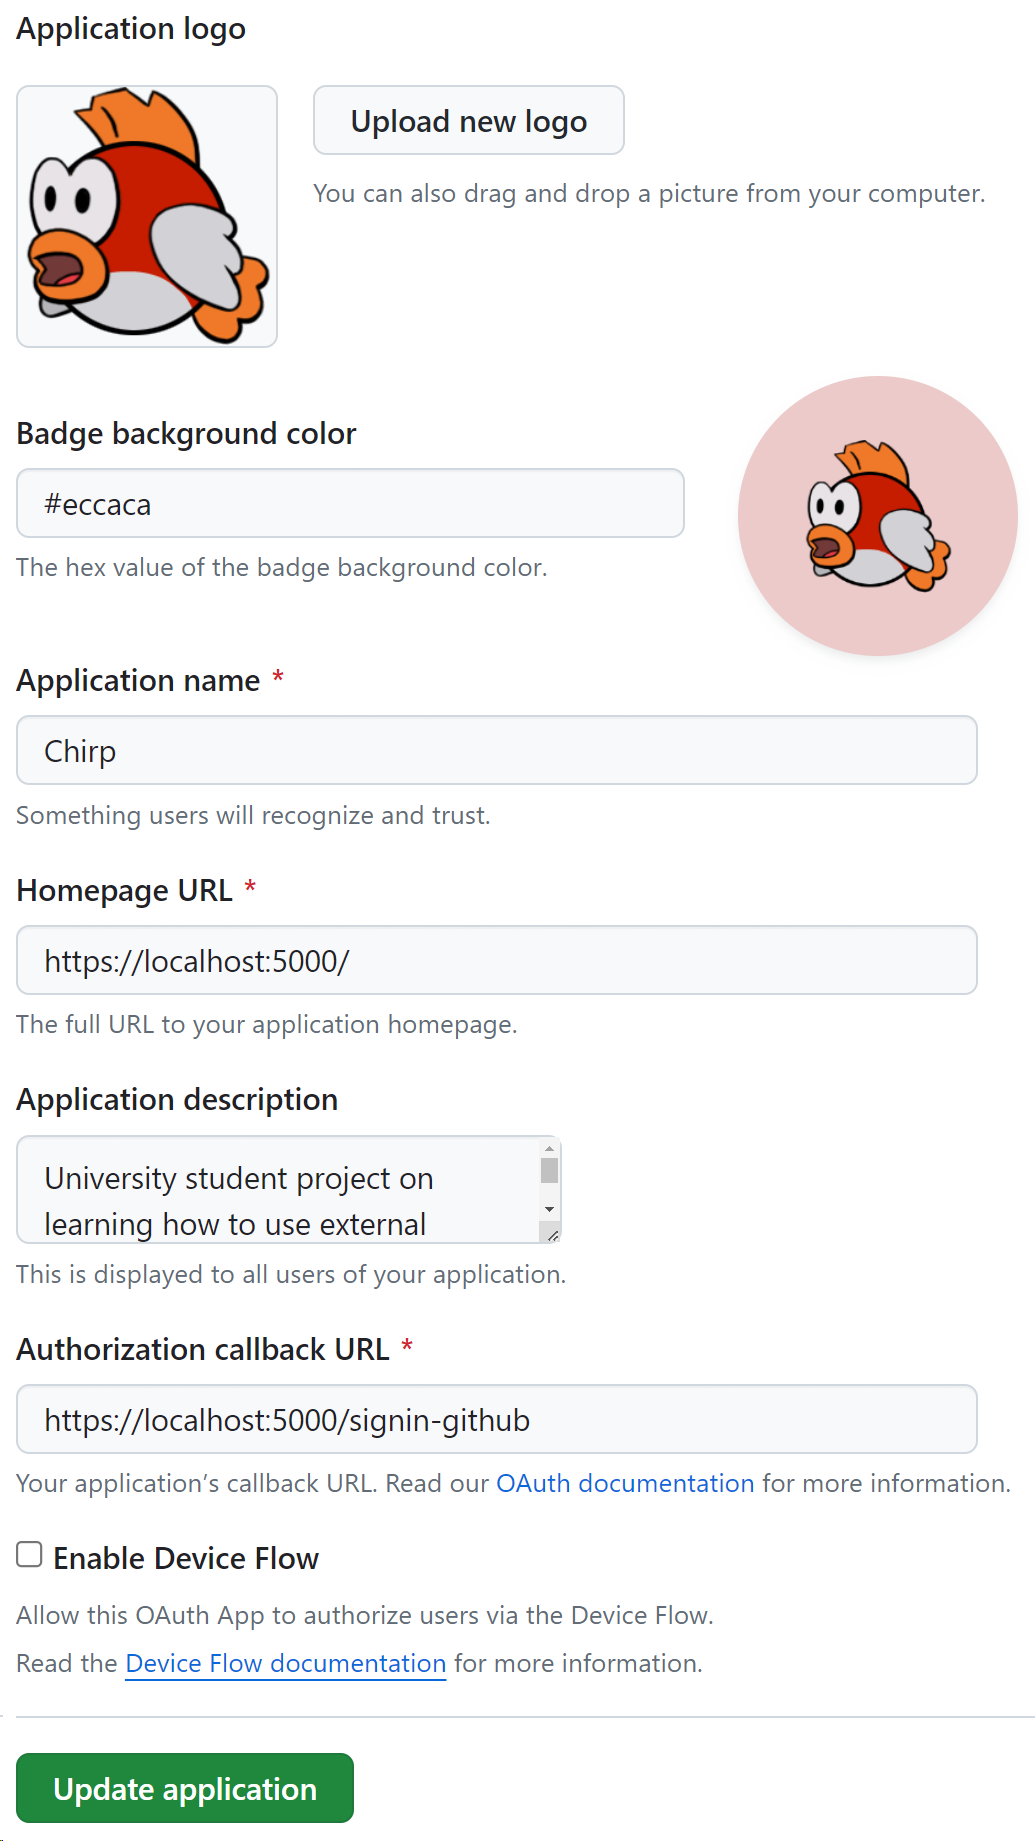 Application logo
Upload new logo
You can also drag and drop a picture from your computer.
Badge background color
#eccaca
The hex value of the badge background color.
Application name *
Chirp
Something users will recognize and trust.
Homepage URL *
https://localhost:5000/
The full URL to your application homepage.
Application description
University student project on
learning how to use external
This is displayed to all users of your application.
Authorization callback URL *
https://localhost:5000/signin-github
Your application’s callback URL. Read our OAuth documentation for more information.
Enable Device Flow
Allow this OAuth App to authorize users via the Device Flow.
Read the Device Flow documentation for more information.
Update application